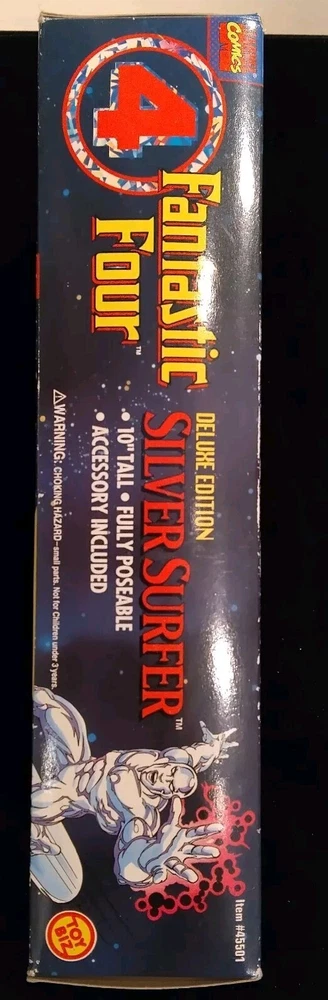 COMICS
4
Fantastic
Four™
DELUXE EDITION
SILVER SURFER™
• 10" TALL • FULLY POSEABLE
• ACCESSORY INCLUDED
⚠WARNING: CHOKING HAZARD—small parts. Not for Children under 3 years.
Item #45501
TOY
BIZ